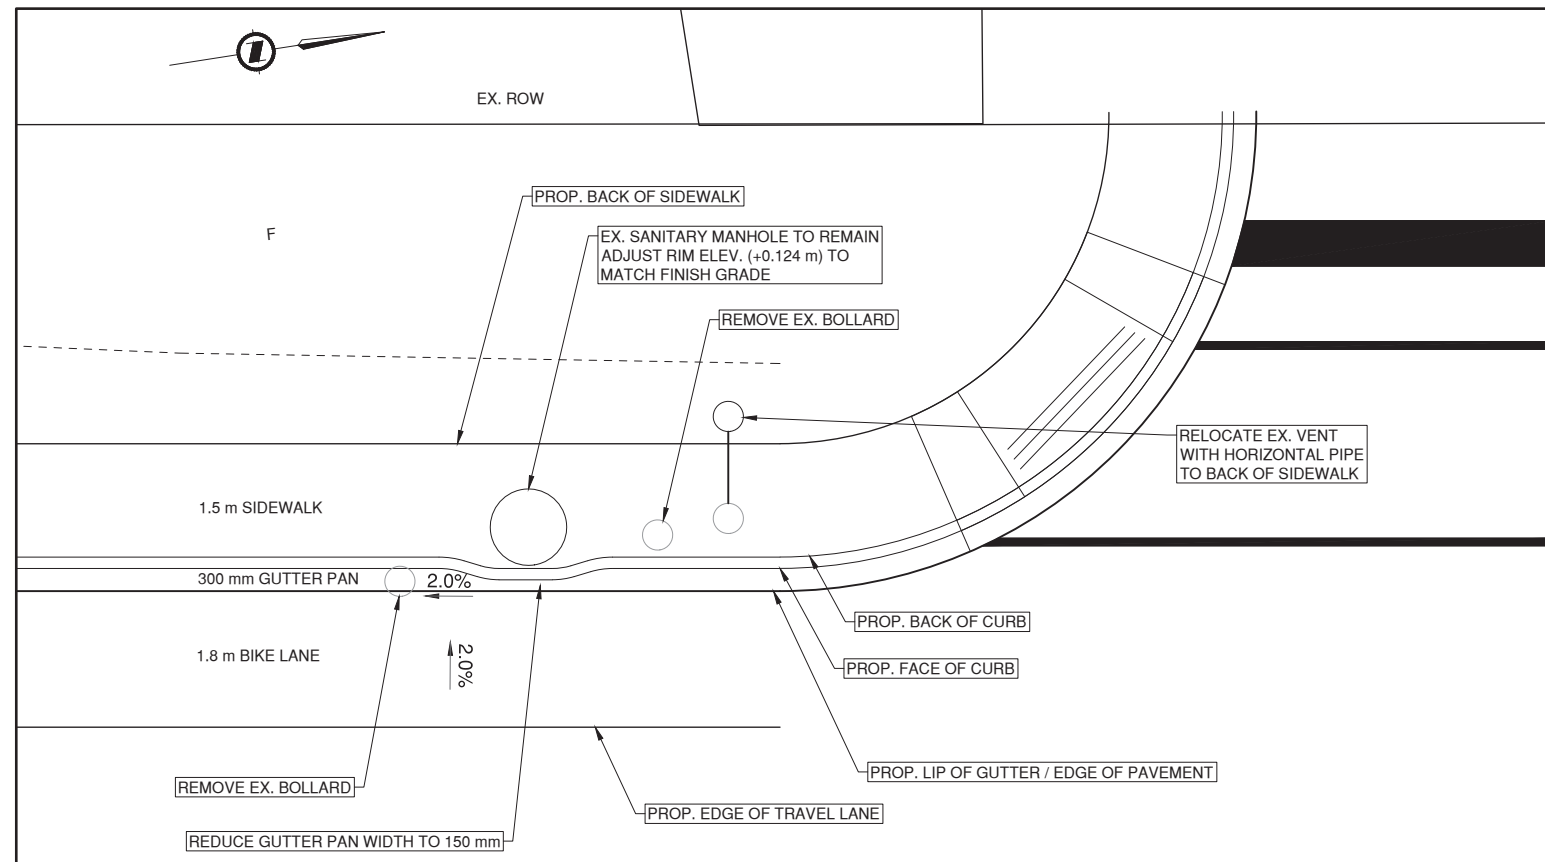 Z
EX. ROW
PROP. BACK OF SIDEWALK
F
EX. SANITARY MANHOLE TO REMAIN
ADJUST RIM ELEV. (+0.124 m) TO
MATCH FINISH GRADE
REMOVE EX. BOLLARD
RELOCATE EX. VENT
WITH HORIZONTAL PIPE
TO BACK OF SIDEWALK
1.5 m SIDEWALK
300 mm GUTTER PAN
2.0%
PROP. BACK OF CURB
1.8 m BIKE LANE
2.0%
PROP. FACE OF CURB
PROP. LIP OF GUTTER / EDGE OF PAVEMENT
REMOVE EX. BOLLARD
PROP. EDGE OF TRAVEL LANE
REDUCE GUTTER PAN WIDTH TO 150 mm